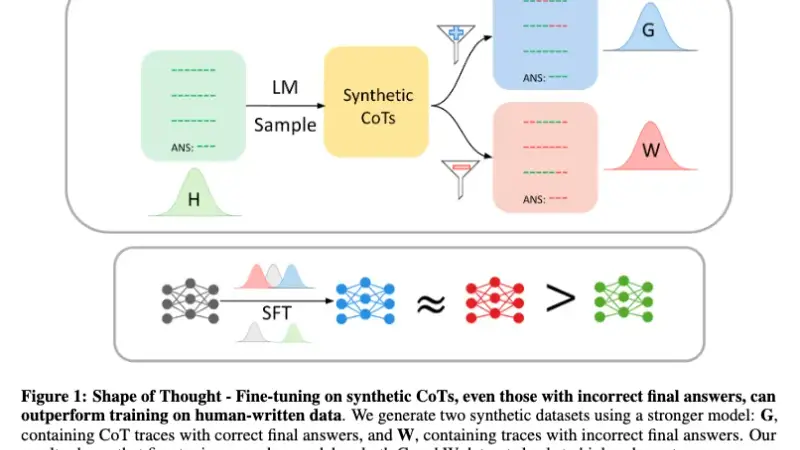 G
LM
Sample
Synthetic
CoTs
ANS:
ANS:
H
W
ANS:
SFT
≈
>
Figure 1: Shape of Thought - Fine-tuning on synthetic CoTs, even those with incorrect final answers, can
outperform training on human-written data. We generate two synthetic datasets using a stronger model: G,
containing CoT traces with correct final answers, and W, containing traces with incorrect final answers. Our